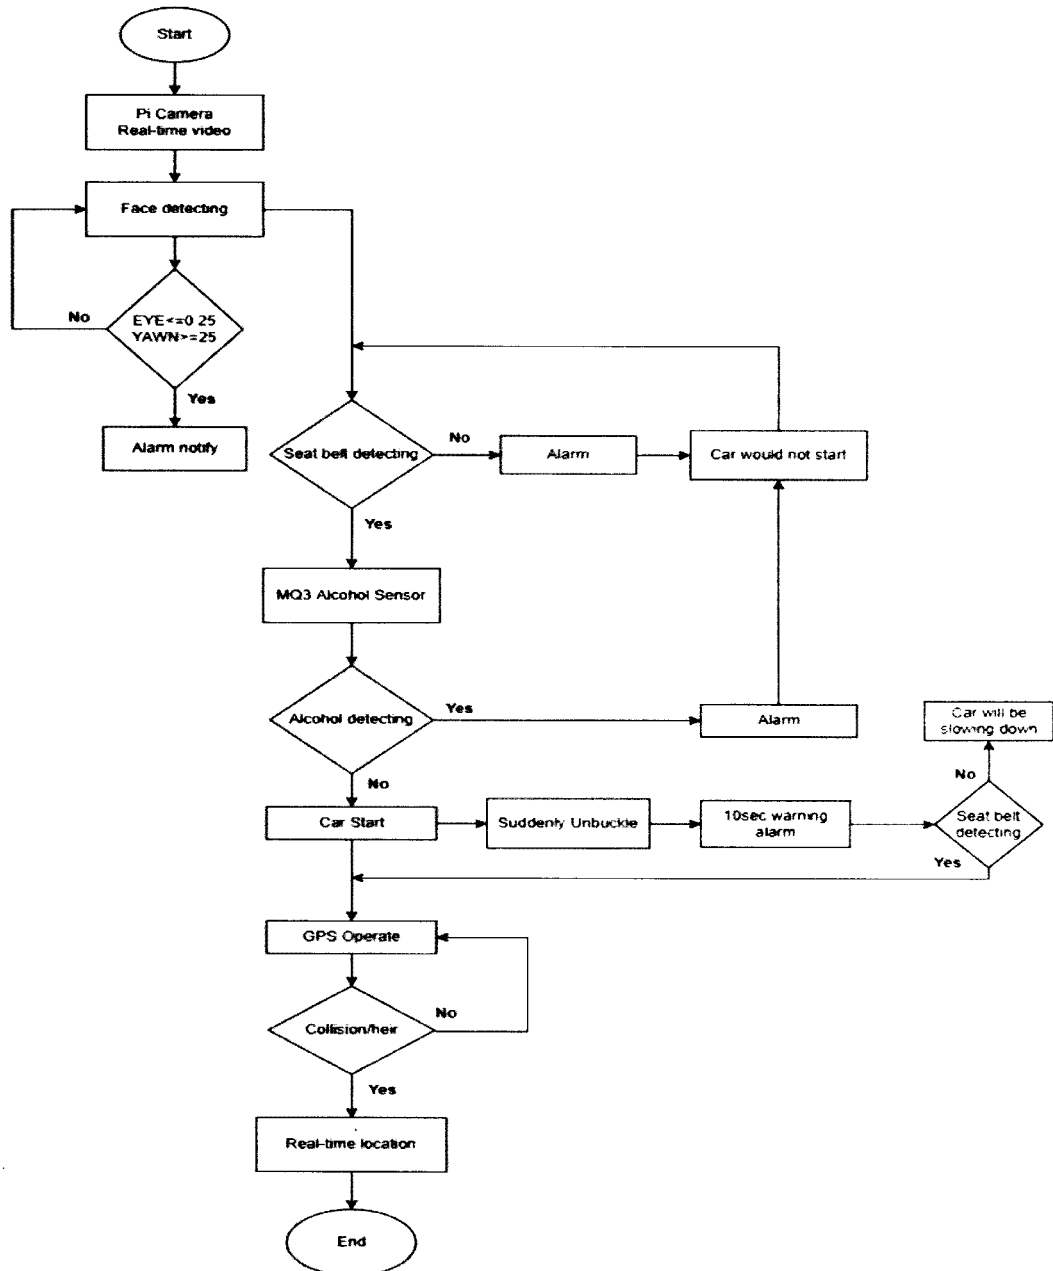 Start
Pi Camera
Real-time video
Face detecting
No
EYE<=0 25
YAWN>=25
Yes
Alarm notify
Seat belt detecting
No
Alarm
Car would not start
Yes
MQ3 Alcohol Sensor
Alcohol detecting
Yes
Alarm
Car will be
slowing down
No
No
Car Start
Suddenly Unbuckle
10sec warning
alarm
Seat belt
detecting
Yes
GPS Operate
Collision/heir
No
Yes
Real-time location
End